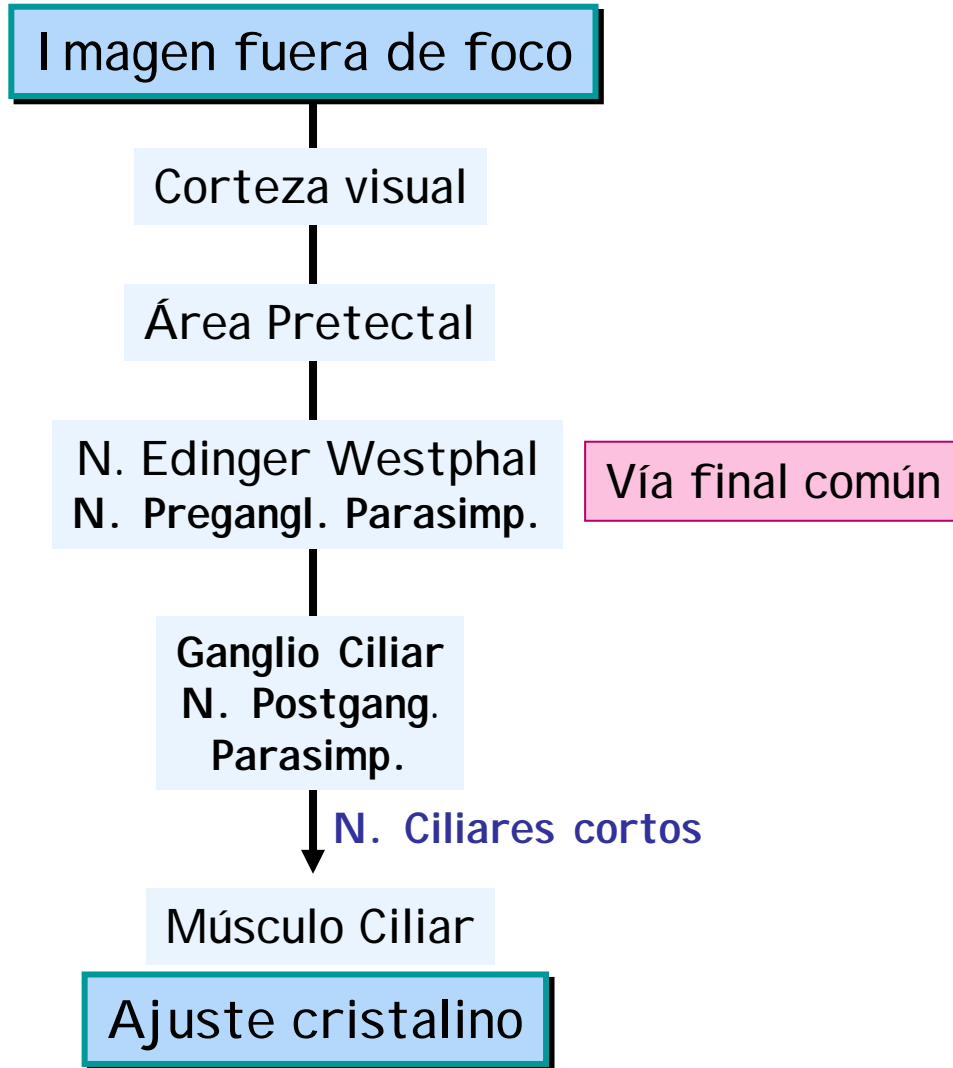 Imagen fuera de foco
Corteza visual
Área Pretectal
N. Edinger Westphal
N. Pregangl. Parasimp.
Vía final común
Ganglio Ciliar
N. Postgang.
Parasimp.
N. Ciliares cortos
Músculo Ciliar
Ajuste cristalino